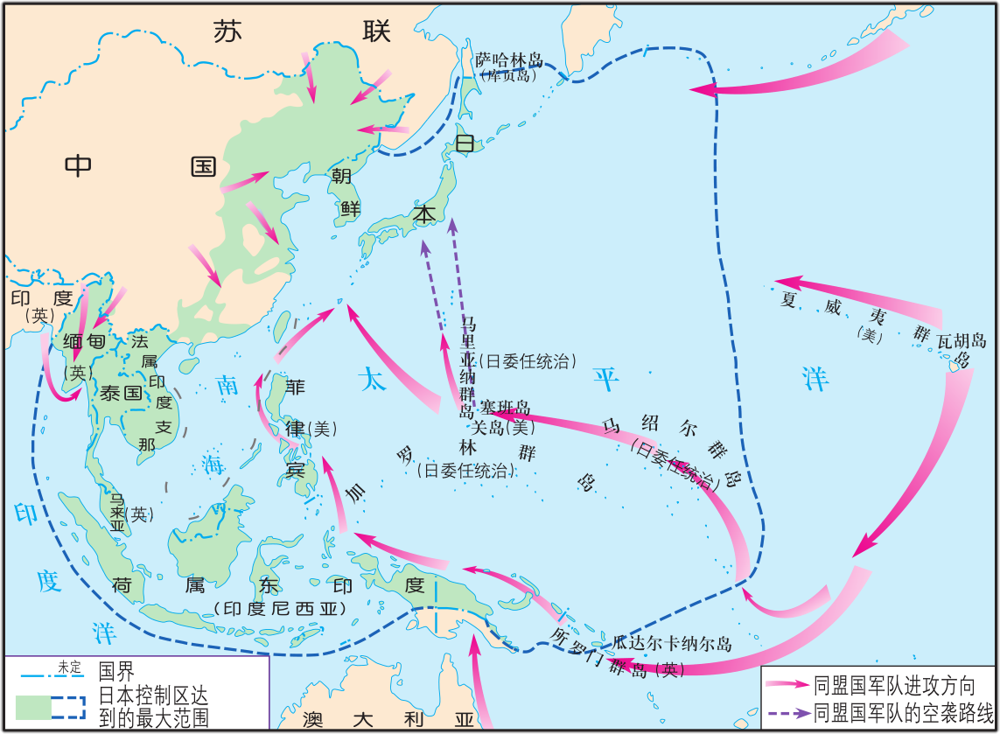 苏 联
萨哈林岛
(库页岛)
日
中 国
朝
鲜
本
印 度
(英)
缅甸
(英)
法
属
印
度
支
那
泰国
南
海
菲
律(美)
宾
太 平 洋
马
里
亚(日委任统治)
纳
群
岛
塞班岛
关岛(美)
夏 威 夷 群 岛
(美)
瓦胡岛
马 绍 尔 群 岛
(日委任统治)
加 罗 林 群 岛
(日委任统治)
马
来
亚
(英)
印
度
洋
荷 属 东 印 度
(印度尼西亚)
所罗门群岛(英)
瓜达尔卡纳尔岛
澳 大 利 亚
未定
国界
日本控制区达
到的最大范围
同盟国军队进攻方向
同盟国军队的空袭路线